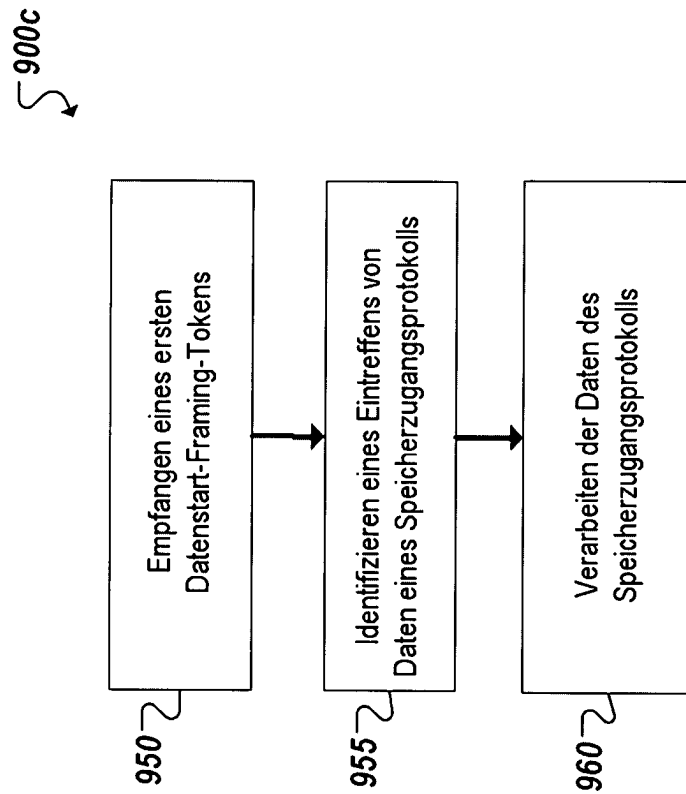 900c
Empfangen eines ersten
Datenstart-Framing-Tokens
950
Identifizieren eines Eintreffens von
Daten eines Speicherzugangsprotokolls
955
Verarbeiten der Daten des
Speicherzugangsprotokolls
960